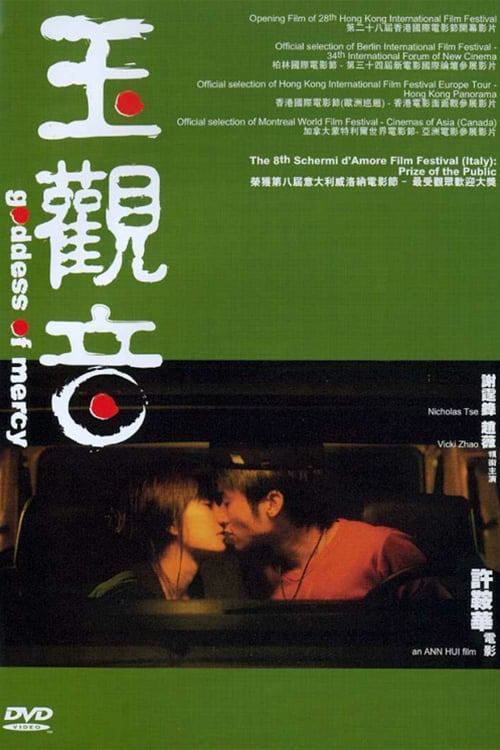 玉觀音
goddess of mercy
Opening Film of 28th Hong Kong International Film Festival
第二十八屆香港國際電影節開幕影片
Official selection of Berlin International Film Festival -
34th International Forum of New Cinema
柏林國際電影節 - 第三十四屆新電影國際論壇參展影片
Official selection of Hong Kong International Film Festival Europe Tour -
Hong Kong Panorama
香港國際電影節(歐洲巡迴) - 香港電影面面觀參展影片
Official selection of Montreal World Film Festival - Cinemas of Asia (Canada)
加拿大蒙特利爾世界電影節- 亞洲電影參展影片
The 8th Schermi d'Amore Film Festival (Italy):
Prize of the Public
榮獲第八屆意大利威洛納電影節 - 最受觀眾歡迎大獎
謝霆鋒
Nicholas Tse
趙薇
Vicki Zhao
領銜主演
許鞍華
電影
an ANN HUI film
DVD
VIDEO